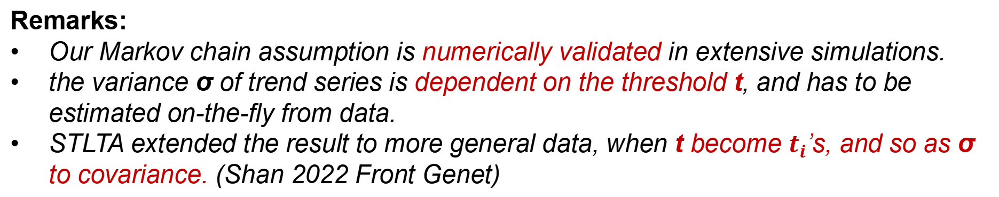 Remarks:
• Our Markov chain assumption is numerically validated in extensive simulations.
• the variance σ of trend series is dependent on the threshold t, and has to be
estimated on-the-fly from data.
• STLTA extended the result to more general data, when t become tᵢ’s, and so as σ
to covariance. (Shan 2022 Front Genet)